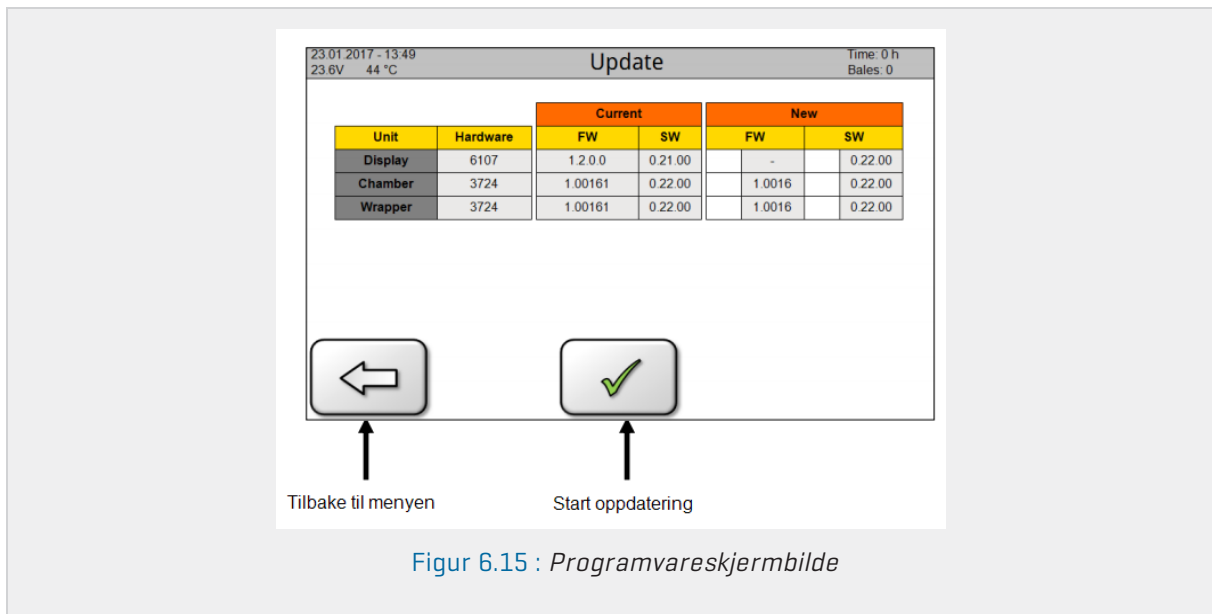 23.01.2017 - 13:49 Update Time: 0 h
23.6V 44 °C Bales: 0
Current New
Unit Hardware FW SW FW SW
Display 6107 1.2.0.0 0.21.00 - 0.22.00
Chamber 3724 1.00161 0.22.00 1.0016 0.22.00
Wrapper 3724 1.00161 0.22.00 1.0016 0.22.00
Tilbake til menyen Start oppdatering
Figur 6.15 : Programvareskjermbilde